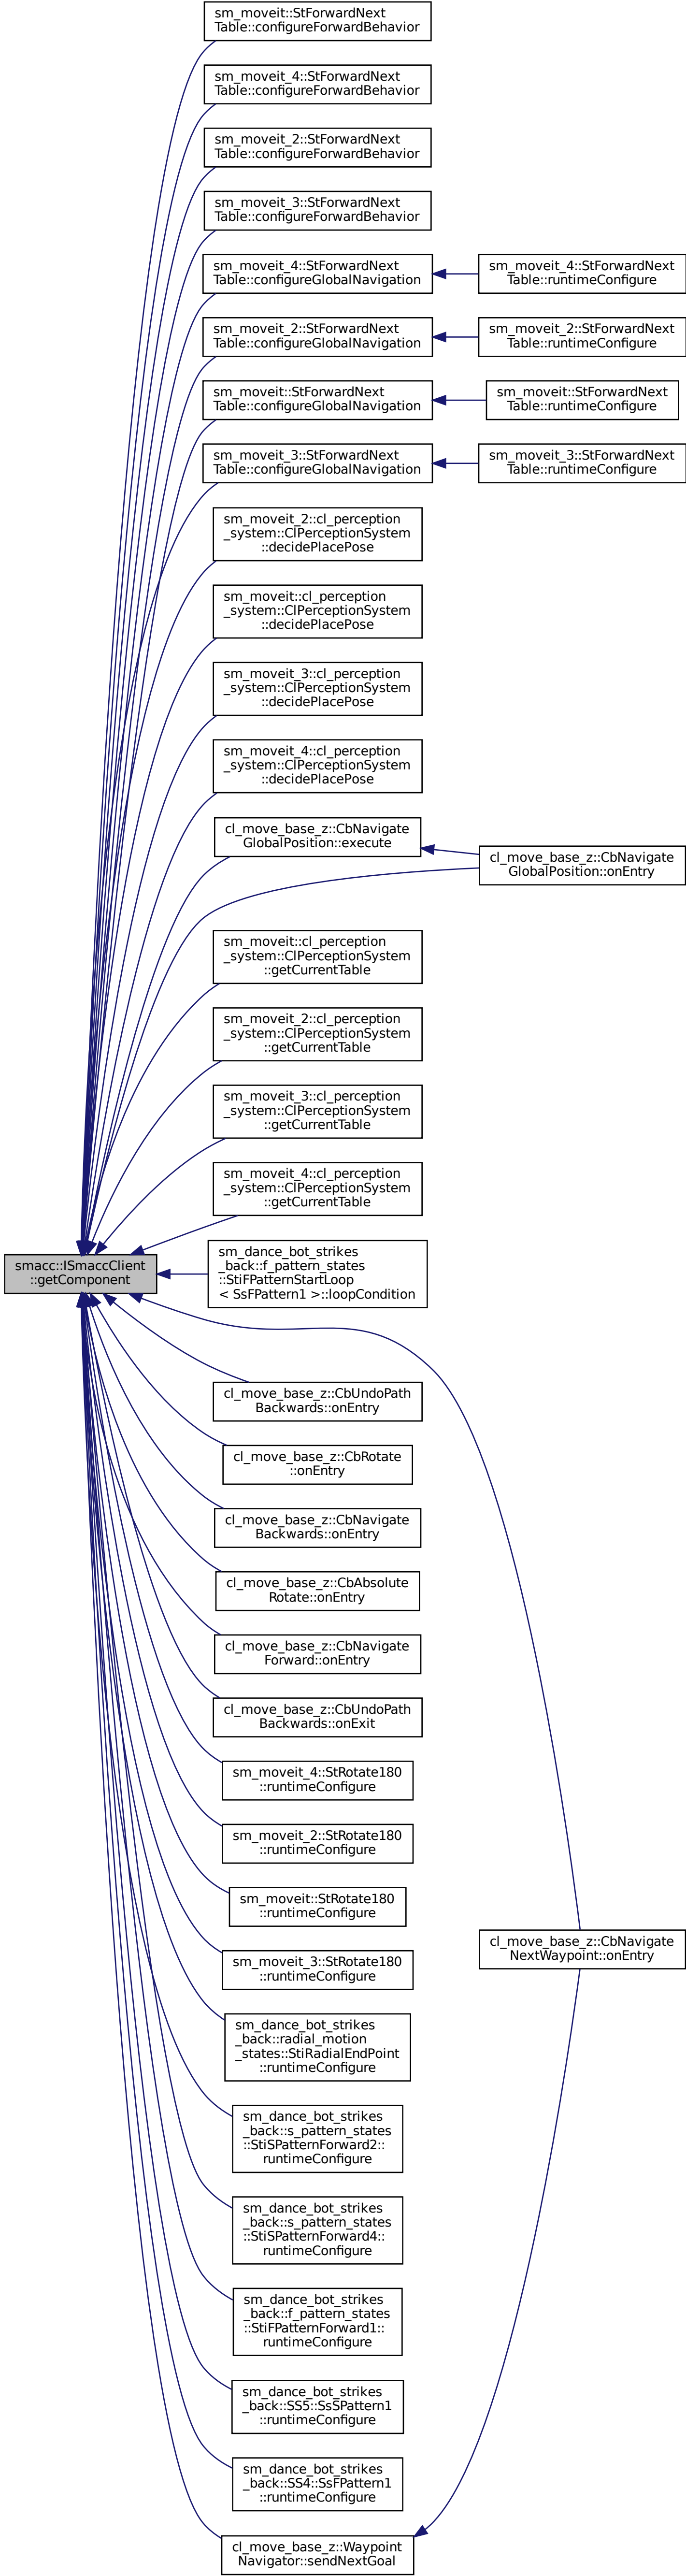 sm_moveit::StForwardNext
Table::configureForwardBehavior
sm_moveit_4::StForwardNext
Table::configureForwardBehavior
sm_moveit_2::StForwardNext
Table::configureForwardBehavior
sm_moveit_3::StForwardNext
Table::configureForwardBehavior
sm_moveit_4::StForwardNext
Table::configureGlobalNavigation
sm_moveit_4::StForwardNext
Table::runtimeConfigure
sm_moveit_2::StForwardNext
Table::configureGlobalNavigation
sm_moveit_2::StForwardNext
Table::runtimeConfigure
sm_moveit::StForwardNext
Table::configureGlobalNavigation
sm_moveit::StForwardNext
Table::runtimeConfigure
sm_moveit_3::StForwardNext
Table::configureGlobalNavigation
sm_moveit_3::StForwardNext
Table::runtimeConfigure
sm_moveit_2::cl_perception
_system::ClPerceptionSystem
::decidePlacePose
sm_moveit::cl_perception
_system::ClPerceptionSystem
::decidePlacePose
sm_moveit_3::cl_perception
_system::ClPerceptionSystem
::decidePlacePose
sm_moveit_4::cl_perception
_system::ClPerceptionSystem
::decidePlacePose
cl_move_base_z::CbNavigate
GlobalPosition::execute
cl_move_base_z::CbNavigate
GlobalPosition::onEntry
sm_moveit::cl_perception
_system::ClPerceptionSystem
::getCurrentTable
sm_moveit_2::cl_perception
_system::ClPerceptionSystem
::getCurrentTable
sm_moveit_3::cl_perception
_system::ClPerceptionSystem
::getCurrentTable
sm_moveit_4::cl_perception
_system::ClPerceptionSystem
::getCurrentTable
smacc::ISmaccClient
::getComponent
sm_dance_bot_strikes
_back::f_pattern_states
::StiFPatternStartLoop
< SsFPattern1 >::loopCondition
cl_move_base_z::CbUndoPath
Backwards::onEntry
cl_move_base_z::CbRotate
::onEntry
cl_move_base_z::CbNavigate
Backwards::onEntry
cl_move_base_z::CbAbsolute
Rotate::onEntry
cl_move_base_z::CbNavigate
Forward::onEntry
cl_move_base_z::CbUndoPath
Backwards::onExit
sm_moveit_4::StRotate180
::runtimeConfigure
sm_moveit_2::StRotate180
::runtimeConfigure
sm_moveit::StRotate180
::runtimeConfigure
cl_move_base_z::CbNavigate
NextWaypoint::onEntry
sm_moveit_3::StRotate180
::runtimeConfigure
sm_dance_bot_strikes
_back::radial_motion
_states::StiRadialEndPoint
::runtimeConfigure
sm_dance_bot_strikes
_back::s_pattern_states
::StiSPatternForward2::
runtimeConfigure
sm_dance_bot_strikes
_back::s_pattern_states
::StiSPatternForward4::
runtimeConfigure
sm_dance_bot_strikes
_back::f_pattern_states
::StiFPatternForward1::
runtimeConfigure
sm_dance_bot_strikes
_back::SS5::SsSPattern1
::runtimeConfigure
sm_dance_bot_strikes
_back::SS4::SsFPattern1
::runtimeConfigure
cl_move_base_z::Waypoint
Navigator::sendNextGoal